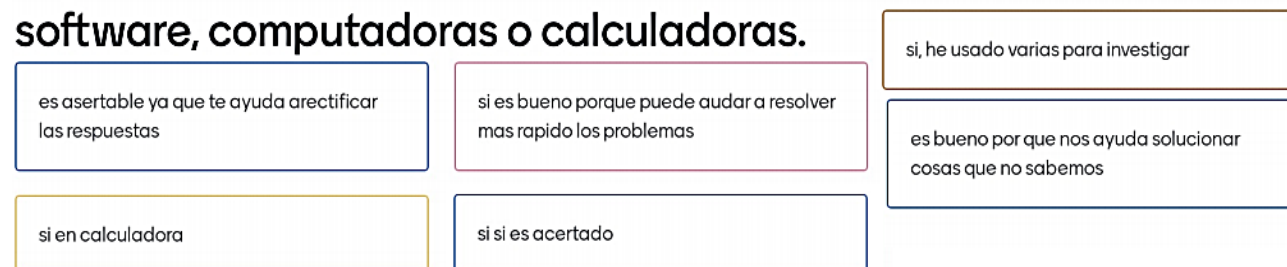 software, computadoras o calculadoras.
si, he usado varias para investigar
es asertable ya que te ayuda arectificar
las respuestas
si es bueno porque puede audar a resolver
mas rapido los problemas
es bueno por que nos ayuda solucionar
cosas que no sabemos
si en calculadora
si si es acertado